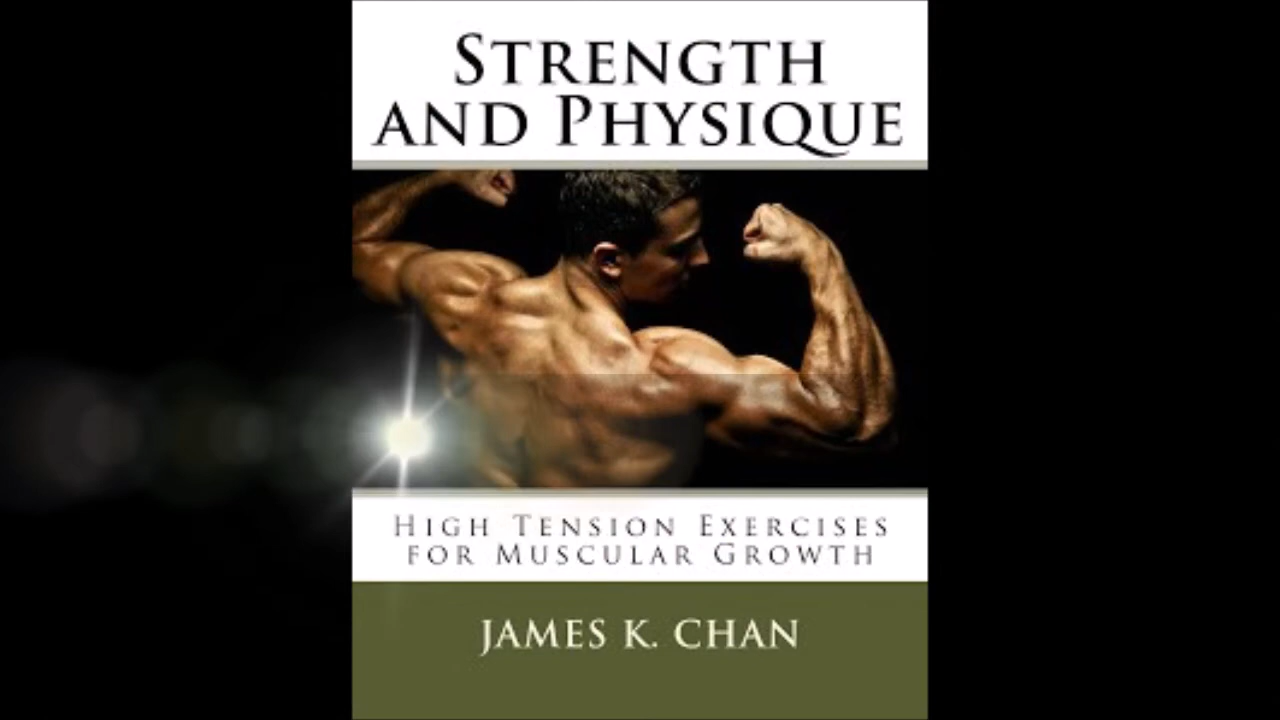 STRENGTH
AND PHYSIQUE
HIGH TENSION EXERCISES
FOR MUSCULAR GROWTH
JAMES K. CHAN